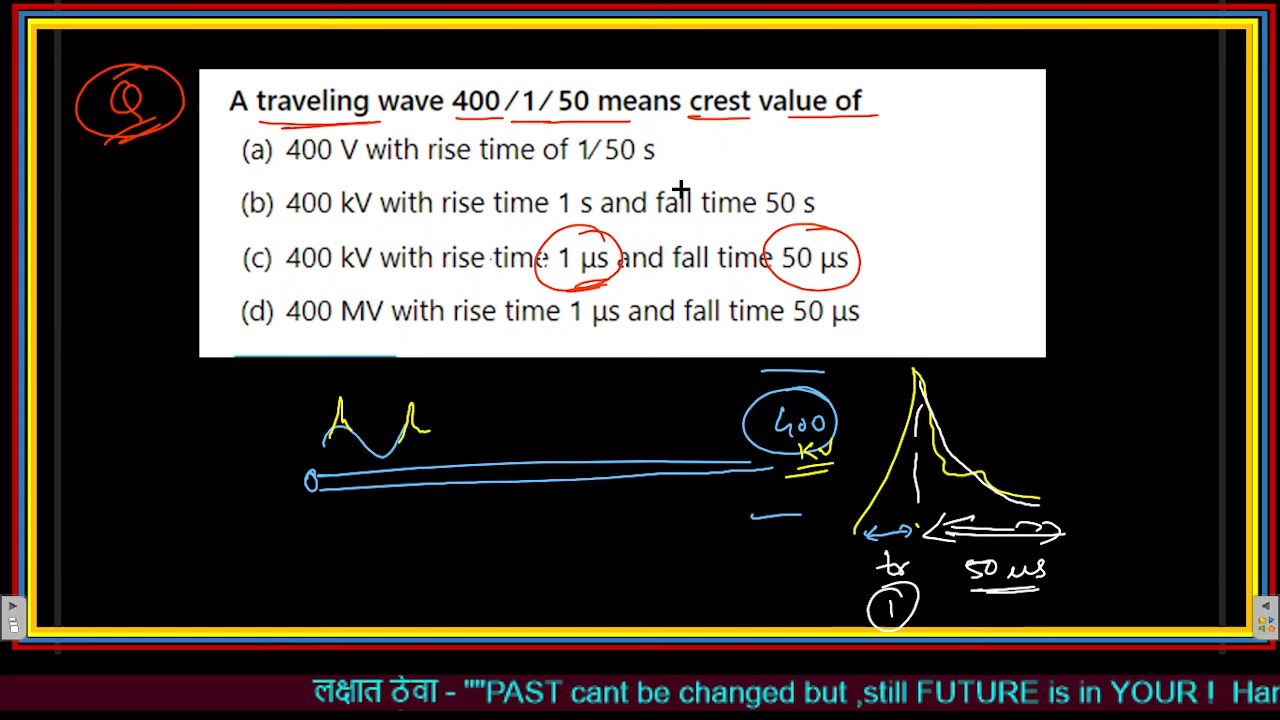 Q
A traveling wave 400/1/50 means crest value of
(a) 400 V with rise time of 1/50 s
(b) 400 kV with rise time 1 s and fall time 50 s
(c) 400 kV with rise time 1 µs and fall time 50 µs
(d) 400 MV with rise time 1 µs and fall time 50 µs
400
KV
tr
50 us
1
लक्षात ठेवा - ""PAST cant be changed but ,still FUTURE is in YOUR ! Har